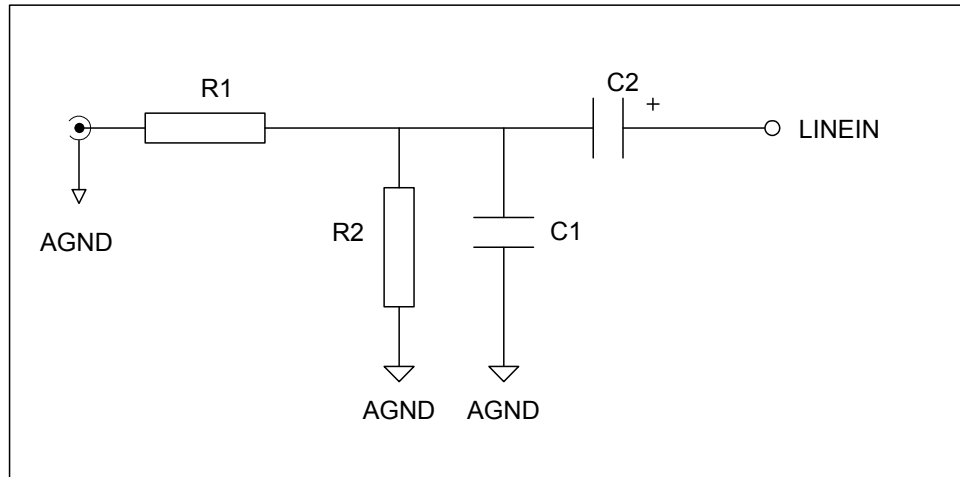 R1
C2
+
LINEIN
AGND
R2
C1
AGND
AGND